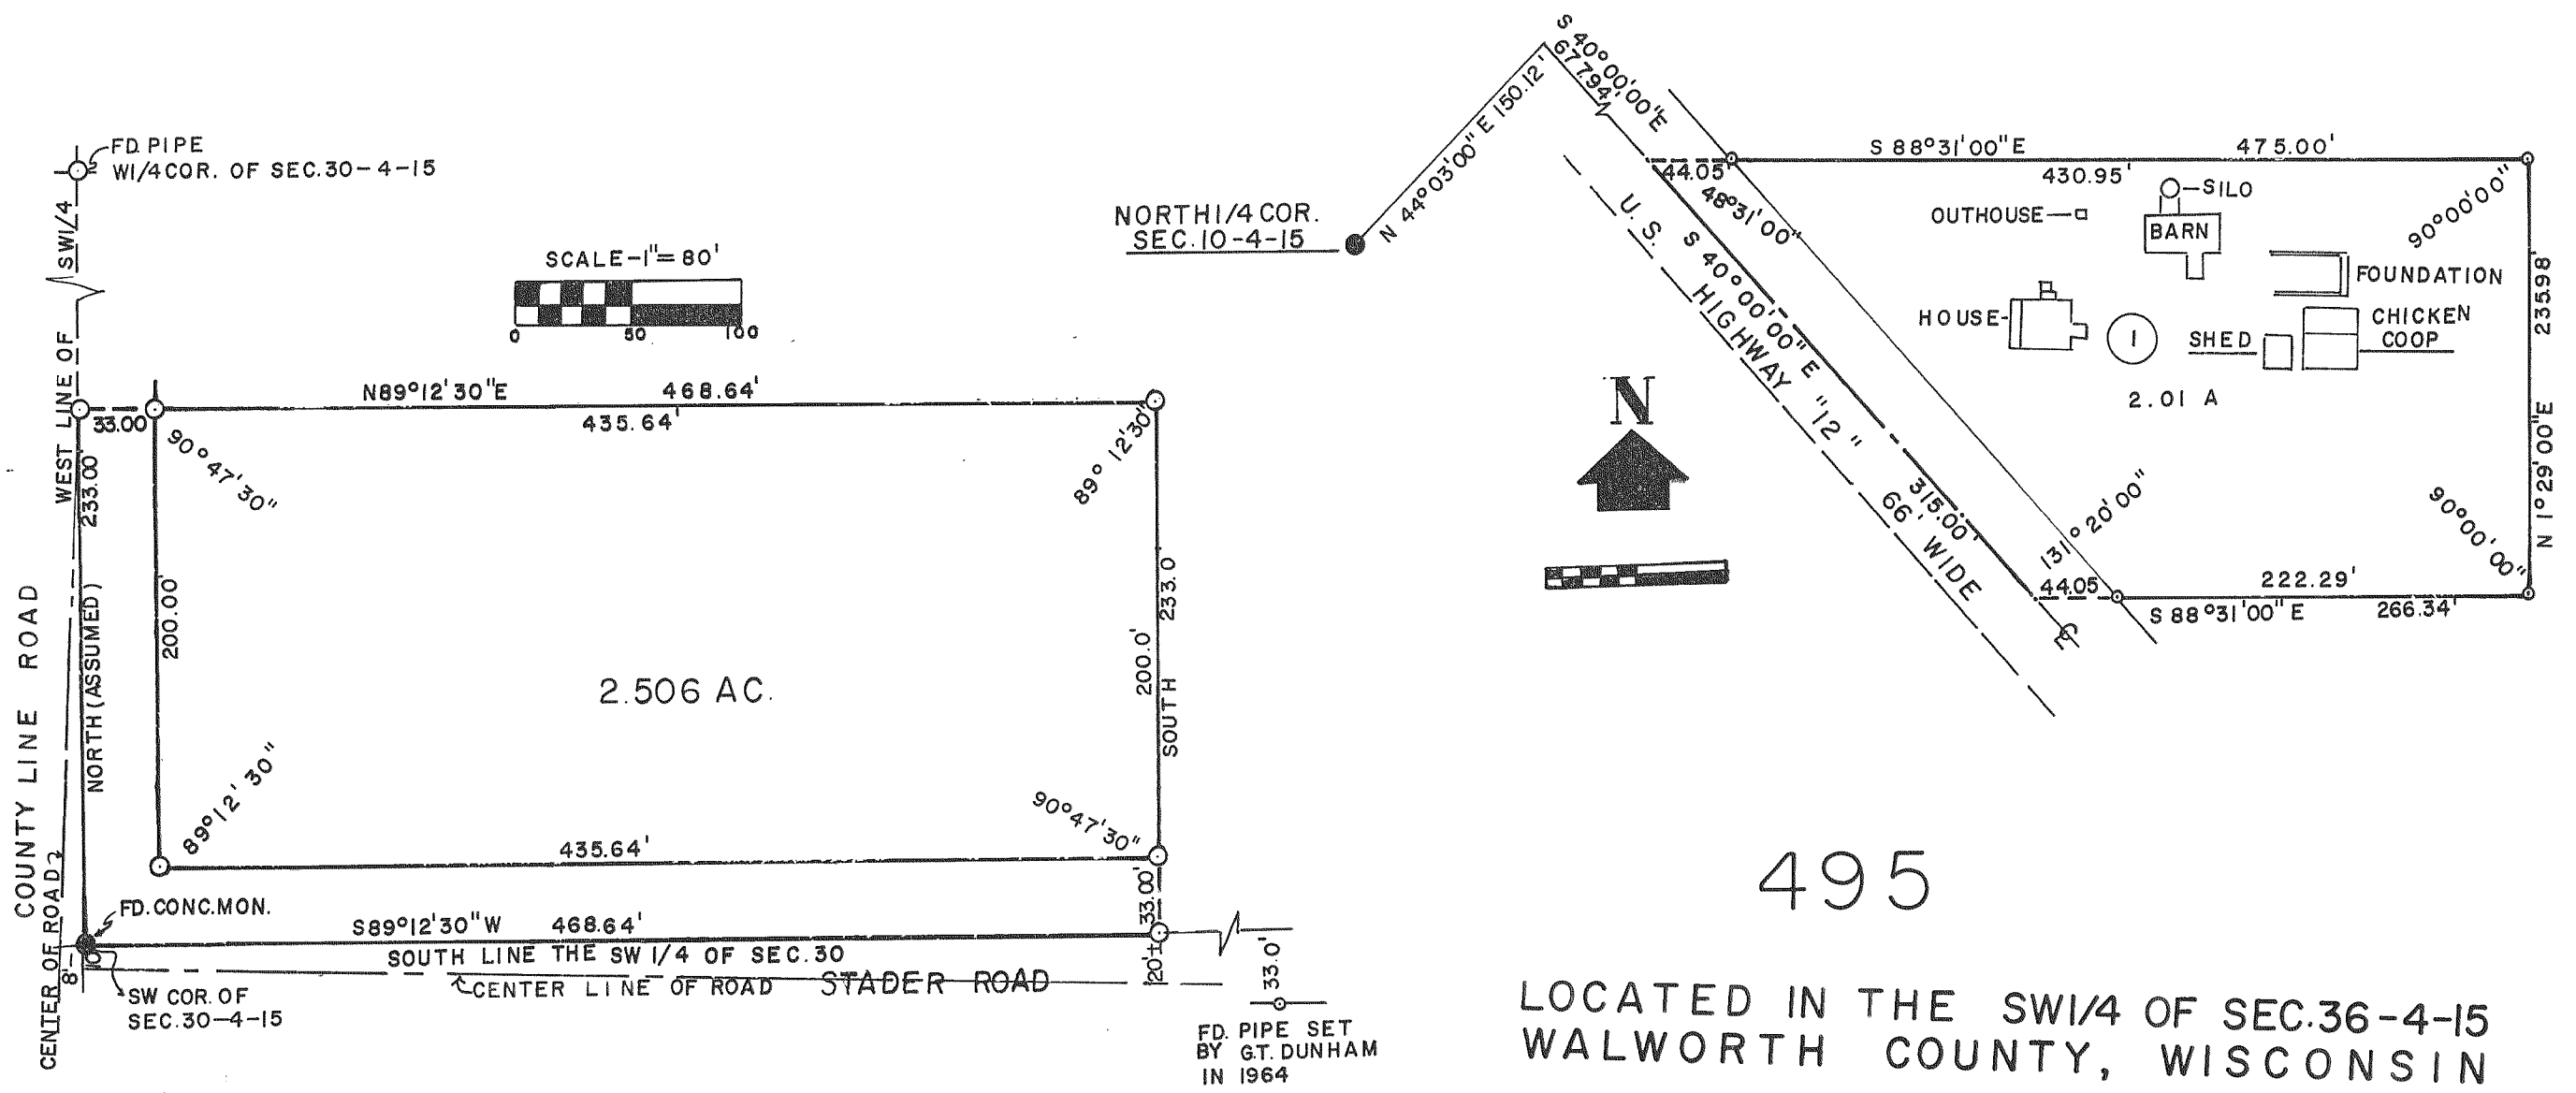 FD. PIPE
W1/4 COR. OF SEC.30-4-15
WEST LINE OF SW1/4
SCALE-1"=80'
0 50 100
N89°12'30"E 468.64'
33.00 435.64'
90°47'30"
89°12'30"
233.00'
NORTH (ASSUMED)
200.00'
233.0
200.0'
SOUTH
2.506 AC.
COUNTY LINE ROAD
CENTER OF ROAD
89°12'30"
90°47'30"
435.64'
33.00'
FD.CONC.MON.
S89°12'30"W 468.64'
SOUTH LINE THE SW 1/4 OF SEC.30
CENTER LINE OF ROAD STADER ROAD
8'-
20'±
SW COR. OF
SEC.30-4-15
33.0'
FD. PIPE SET
BY G.T. DUNHAM
IN 1964
NORTH 1/4 COR.
SEC.10-4-15
N 44°03'00" E 150.12'
S 40°00'00"E
677.94'
S 88°31'00"E 475.00'
44.05' 430.95'
48°31'00"
90°00'00"
SILO
OUTHOUSE
BARN
FOUNDATION
HOUSE
1
SHED
CHICKEN
COOP
2.01 A
235.98'
N 1°29'00"E
S 40°00'00" E
315.00'
U.S. HIGHWAY "12" 66' WIDE
131°20'00"
90°00'00"
44.05 222.29'
S 88°31'00" E 266.34'
N
495
LOCATED IN THE SW1/4 OF SEC.36-4-15
WALWORTH COUNTY, WISCONSIN